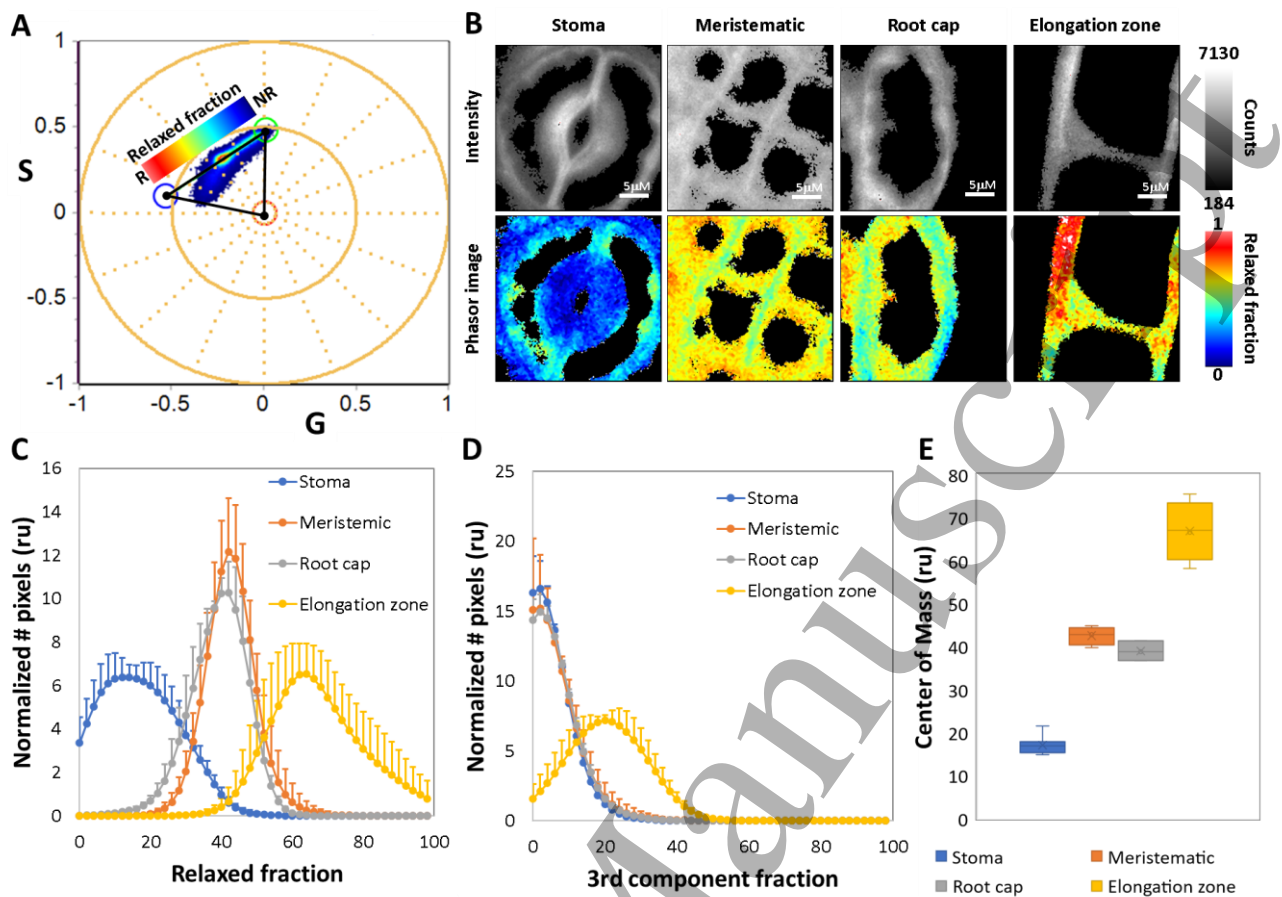 A
1
0.5
S
0
-0.5
-1
-1
-0.5
0
0.5
1
G
Relaxed fraction
R
NR
B
Stoma
Meristematic
Root cap
Elongation zone
Intensity
5µM
5µM
5µM
5µM
7130
Counts
184
Phasor image
1
Relaxed fraction
0
C
16
14
12
10
8
6
4
2
0
0
20
40
60
80
100
Normalized # pixels (ru)
Relaxed fraction
Stoma
Meristemic
Root cap
Elongation zone
D
25
20
15
10
5
0
0
20
40
60
80
100
Normalized # pixels (ru)
3rd component fraction
Stoma
Meristemic
Root cap
Elongation zone
E
80
70
60
50
40
30
20
10
0
Center of Mass (ru)
Stoma
Meristematic
Root cap
Elongation zone
Manuscript